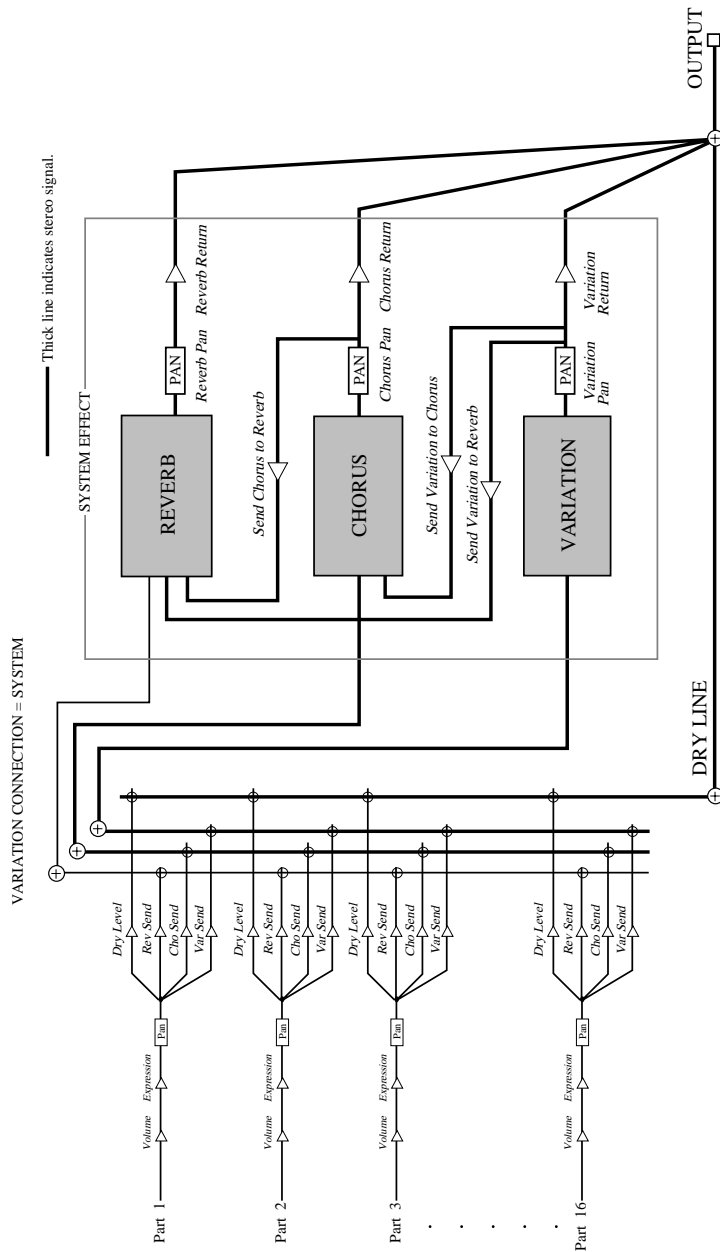 VARIATION CONNECTION = SYSTEM
Thick line indicates stereo signal.
SYSTEM EFFECT
Part 1
Volume
Expression
Pan
Dry Level
Rev Send
Cho Send
Var Send
Part 2
Volume
Expression
Pan
Dry Level
Rev Send
Cho Send
Var Send
Part 3
Volume
Expression
Pan
Dry Level
Rev Send
Cho Send
Var Send
Part 16
Volume
Expression
Pan
Dry Level
Rev Send
Cho Send
Var Send
REVERB
PAN
Reverb Pan
Reverb Return
Send Chorus to Reverb
CHORUS
PAN
Chorus Pan
Chorus Return
Send Variation to Chorus
Send Variation to Reverb
VARIATION
PAN
Variation
Pan
Variation
Return
DRY LINE
OUTPUT